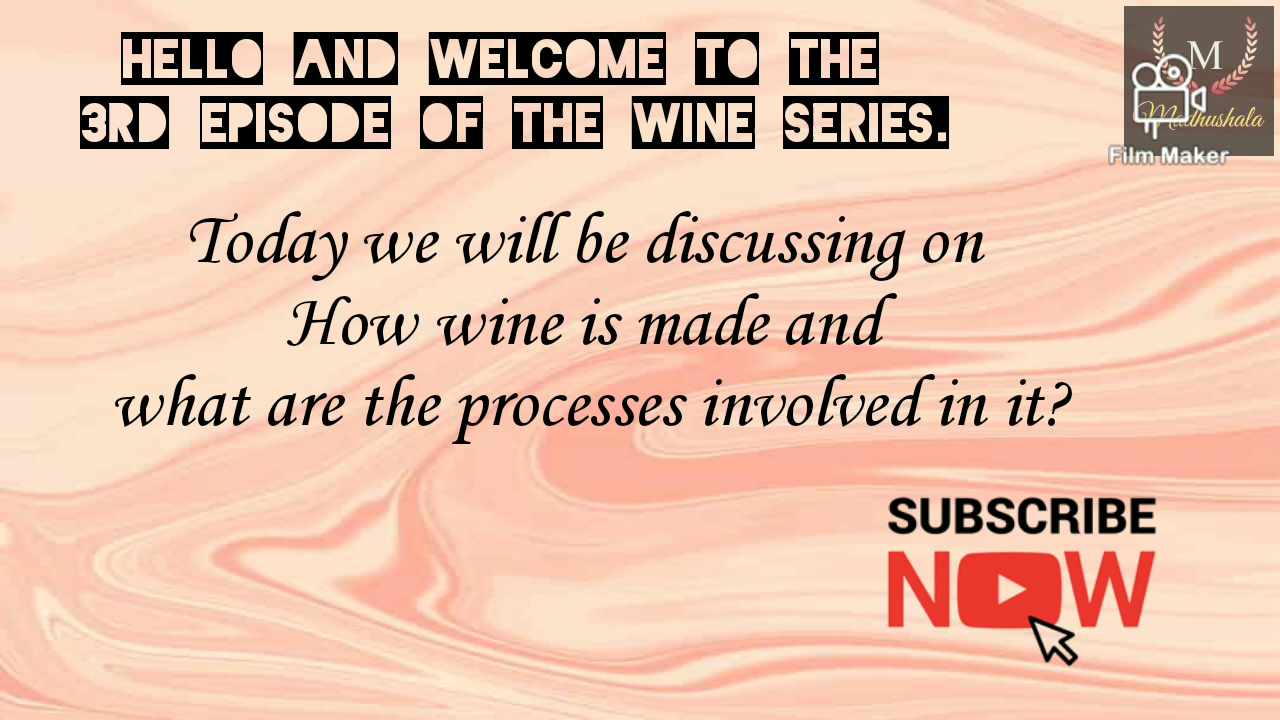 HELLO AND WELCOME TO THE
3RD EPISODE OF THE WINE SERIES.
M
Madhushala
Film Maker
Today we will be discussing on
How wine is made and
what are the processes involved in it?
SUBSCRIBE
NOW